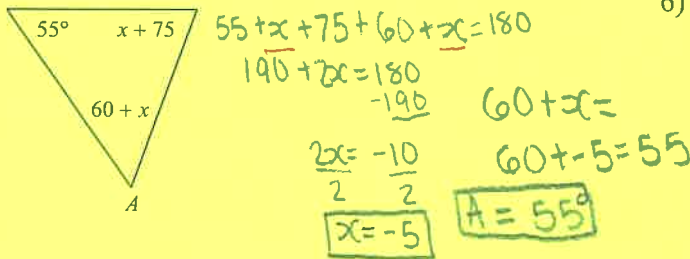 6)
55° x + 75
60 + x
A
55+x+75+60+x=180
190+2x=180
-190
2x = -10
2 2
x=-5
60+x=
60+-5=55
A = 55°